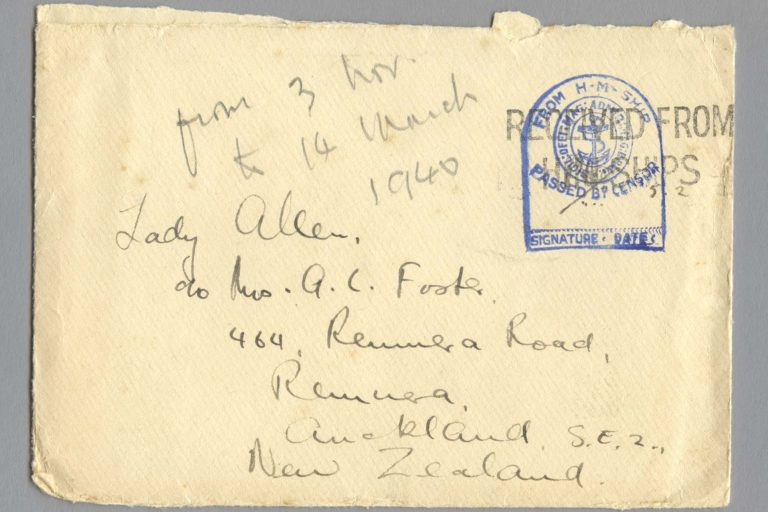 from 3 Nov.
to 14 March
1940
RECEIVED FROM
H.M. SHIPS
FROM H-M-SHIP
PASSED BY CENSOR
SIGNATURE: DATE:
Lady Allen,
c/o Mrs. A. C. Foster,
464, Remuera Road,
Remuera,
Auckland, S.E.2.,
New Zealand.